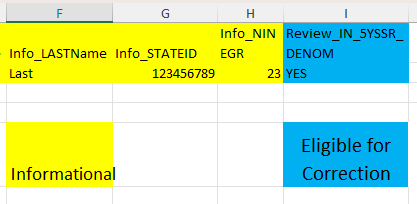 F G H I
Info_NIN Review_IN_5YSSR_
Info_LASTName Info_STATEID EGR DENOM
Last 123456789 23 YES
Eligible for
Informational Correction